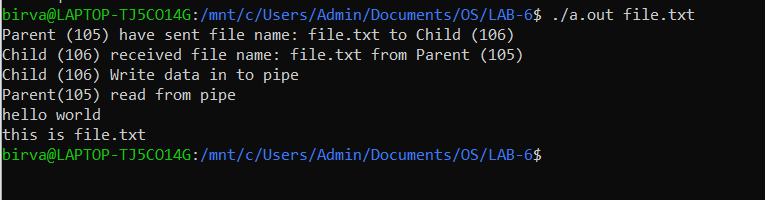 birva@LAPTOP-TJ5CO14G:/mnt/c/Users/Admin/Documents/OS/LAB-6$ ./a.out file.txt
Parent (105) have sent file name: file.txt to Child (106)
Child (106) received file name: file.txt from Parent (105)
Child (106) Write data in to pipe
Parent(105) read from pipe
hello world
this is file.txt
birva@LAPTOP-TJ5CO14G:/mnt/c/Users/Admin/Documents/OS/LAB-6$